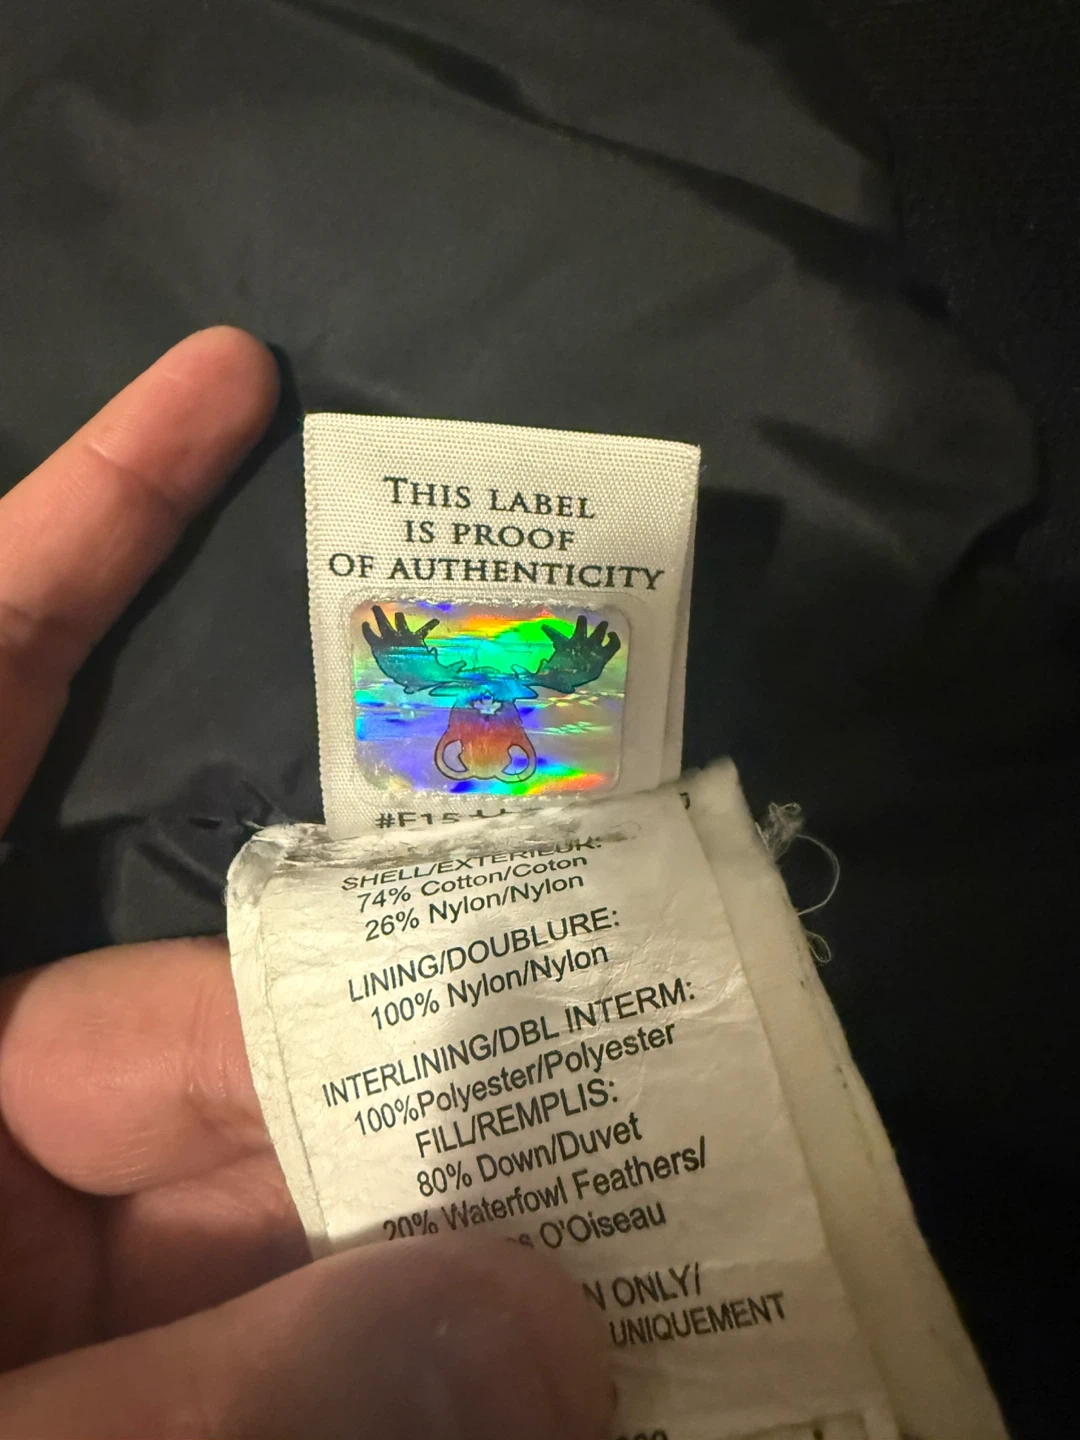 THIS LABEL
IS PROOF
OF AUTHENTICITY
SHELL/EXTERIEUR:
74% Cotton/Coton
26% Nylon/Nylon
LINING/DOUBLURE:
100% Nylon/Nylon
INTERLINING/DBL INTERM:
100%Polyester/Polyester
FILL/REMPLIS:
80% Down/Duvet
20% Waterfowl Feathers/
O'Oiseau
ONLY/
UNIQUEMENT